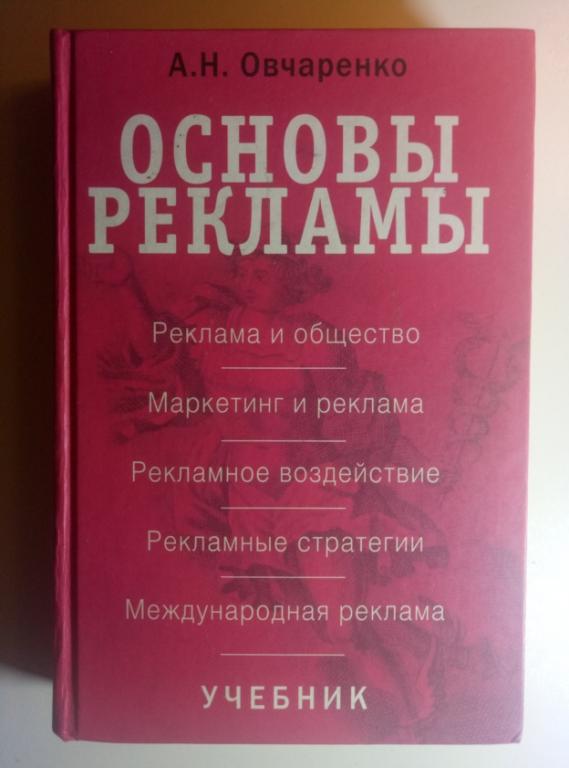 А.Н. Овчаренко
ОСНОВЫ
РЕКЛАМЫ
Реклама и общество
Маркетинг и реклама
Рекламное воздействие
Рекламные стратегии
Международная реклама
УЧЕБНИК